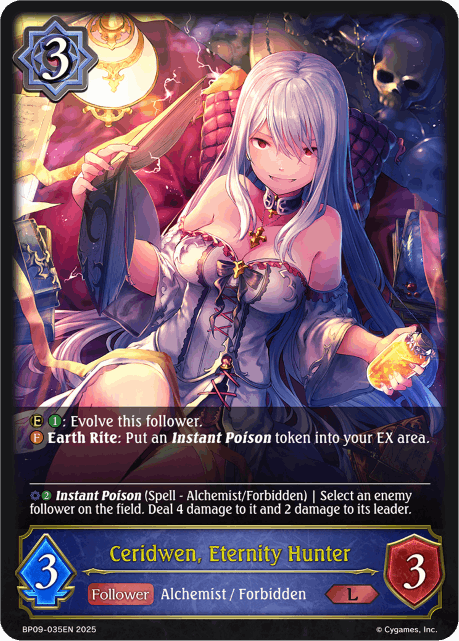 3
E 1: Evolve this follower.
F Earth Rite: Put an Instant Poison token into your EX area.
2 Instant Poison (Spell - Alchemist/Forbidden) | Select an enemy
follower on the field. Deal 4 damage to it and 2 damage to its leader.
Ceridwen, Eternity Hunter
3
Follower Alchemist / Forbidden L
3
BP09-035EN 2025
© Cygames, Inc.